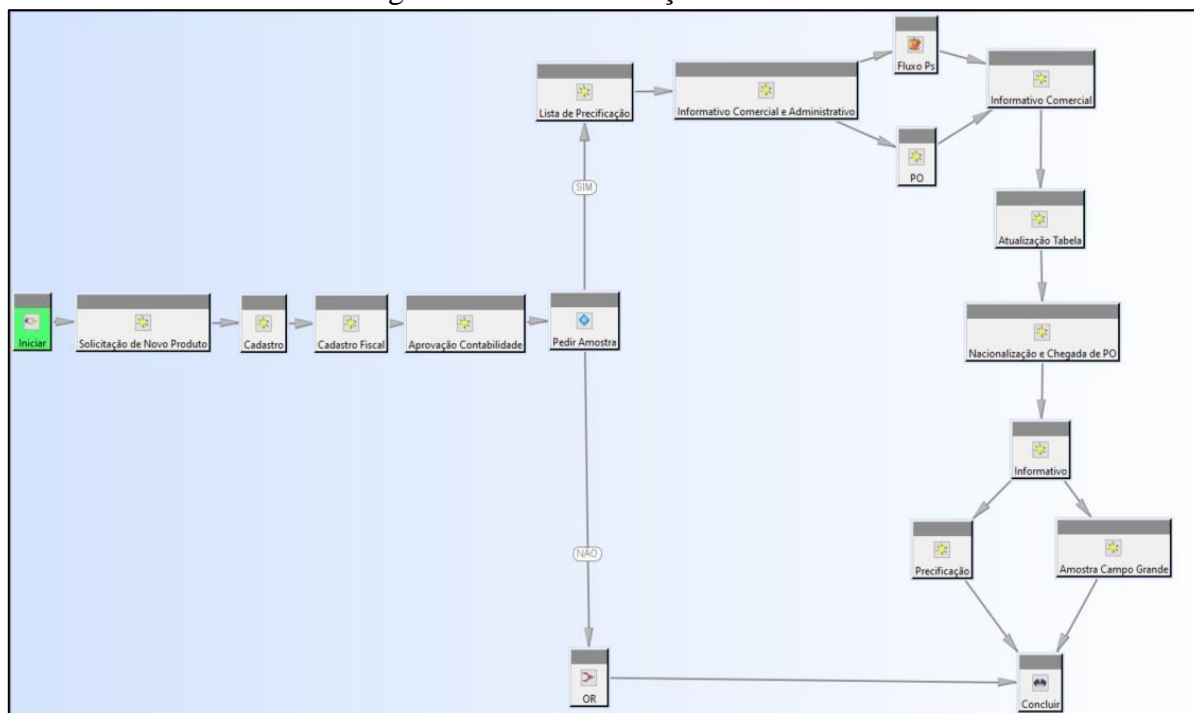 Fluxo Ps
Lista de Precificação
Informativo Comercial e Administrativo
Informativo Comercial
PO
SIM
Atualização Tabela
Iniciar
Solicitação de Novo Produto
Cadastro
Cadastro Fiscal
Aprovação Contabilidade
Pedir Amostra
Nacionalização e Chegada de PO
Informativo
NÃO
Precificação
Amostra Campo Grande
OR
Concluir